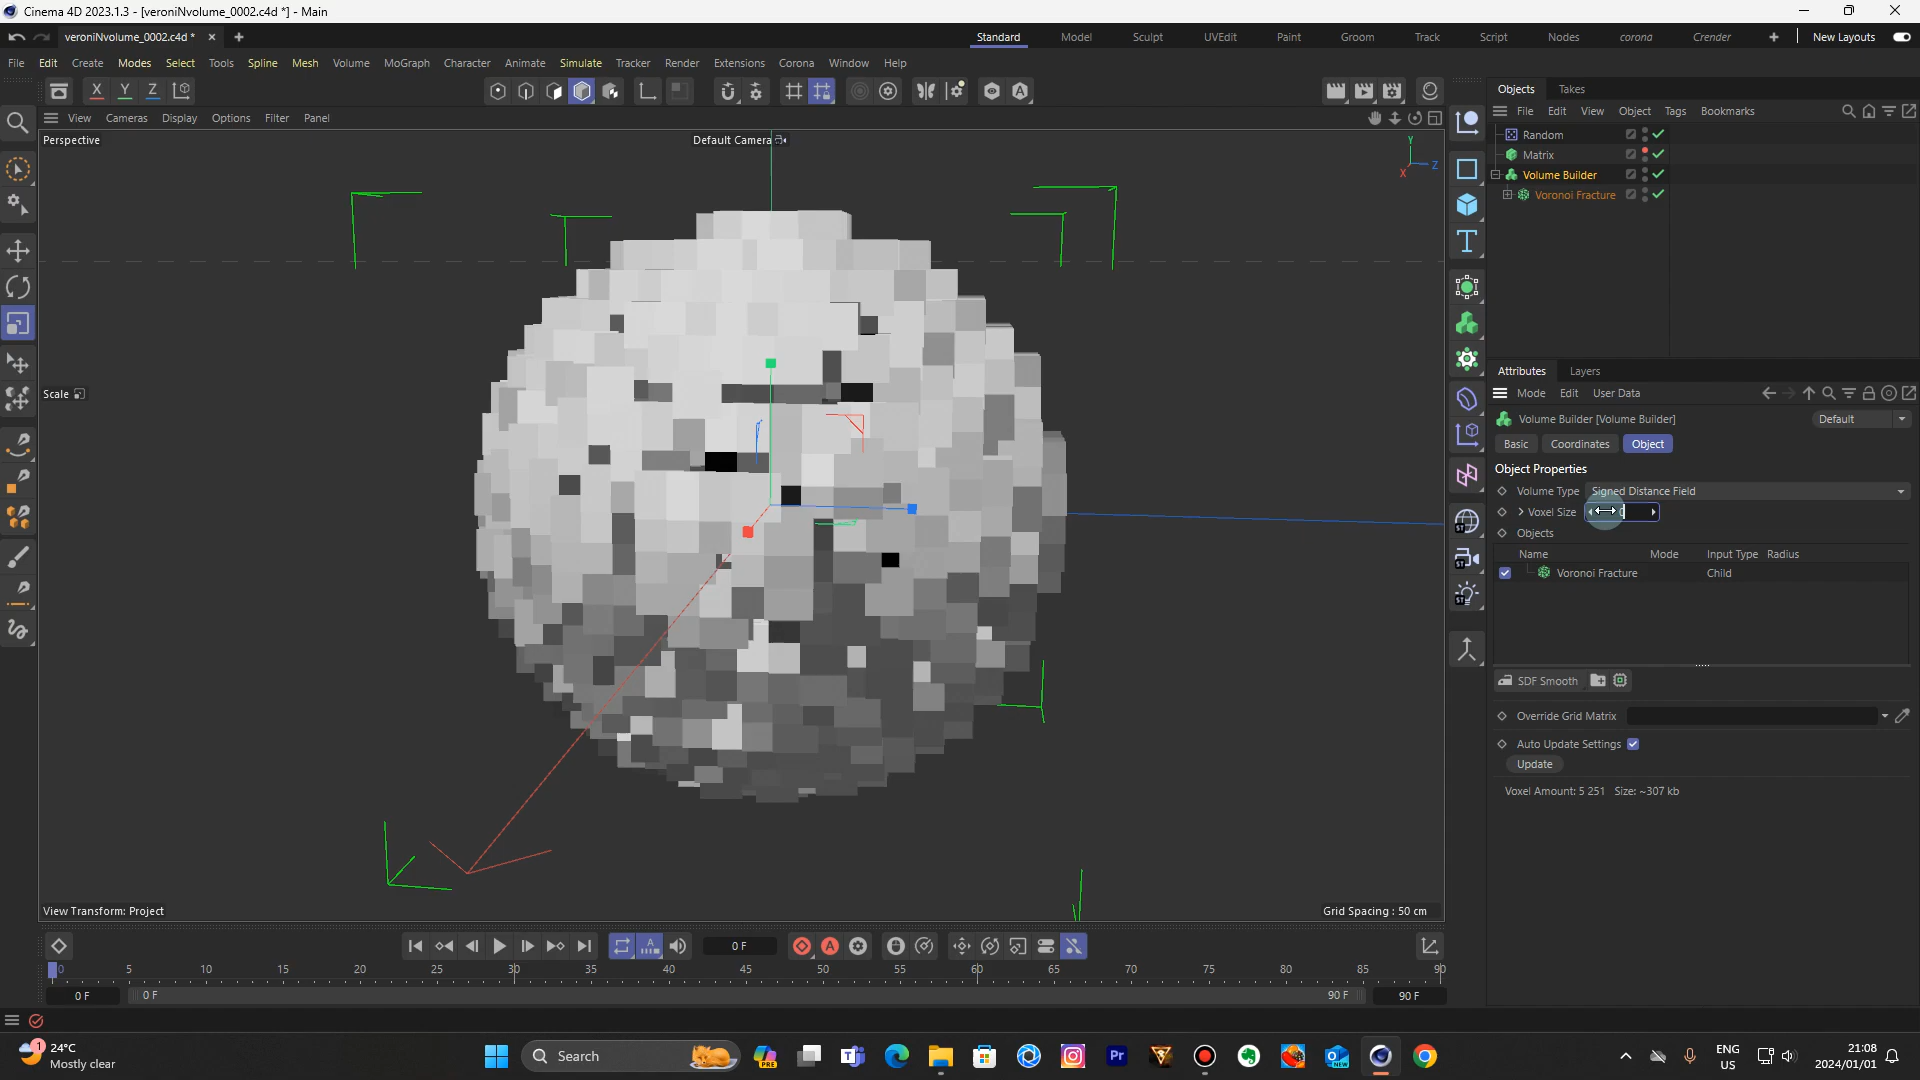 Cinema 4D 2023.1.3 - [veroniNvolume_0002.c4d *] - Main
veroniNvolume_0002.c4d *
Standard Model Sculpt UVEdit Paint Groom Track Script Nodes corona Crender New Layouts
File Edit Create Modes Select Tools Spline Mesh Volume MoGraph Character Animate Simulate Tracker Render Extensions Corona Window Help
X Y Z
Objects Takes
View Cameras Display Options Filter Panel
File Edit View Object Tags Bookmarks
Perspective
Default Camera
Y
Z
X
Random
Matrix
Volume Builder
Voronoi Fracture
Attributes Layers
Scale
Mode Edit User Data
Volume Builder [Volume Builder]
Default
Basic Coordinates Object
Object Properties
Volume Type Signed Distance Field
Voxel Size
Objects
Name Mode Input Type Radius
Voronoi Fracture Child
SDF Smooth
Override Grid Matrix
Auto Update Settings
Update
Voxel Amount: 5 251 Size: ~307 kb
View Transform: Project
Grid Spacing : 50 cm
0 F
0 5 10 15 20 25 30 35 40 45 50 55 60 65 70 75 80 85 90
0 F 0 F 90 F 90 F
1
24°C
Mostly clear
Search
PRE
Pr
NEW
ENG
US
21:08
2024/01/01